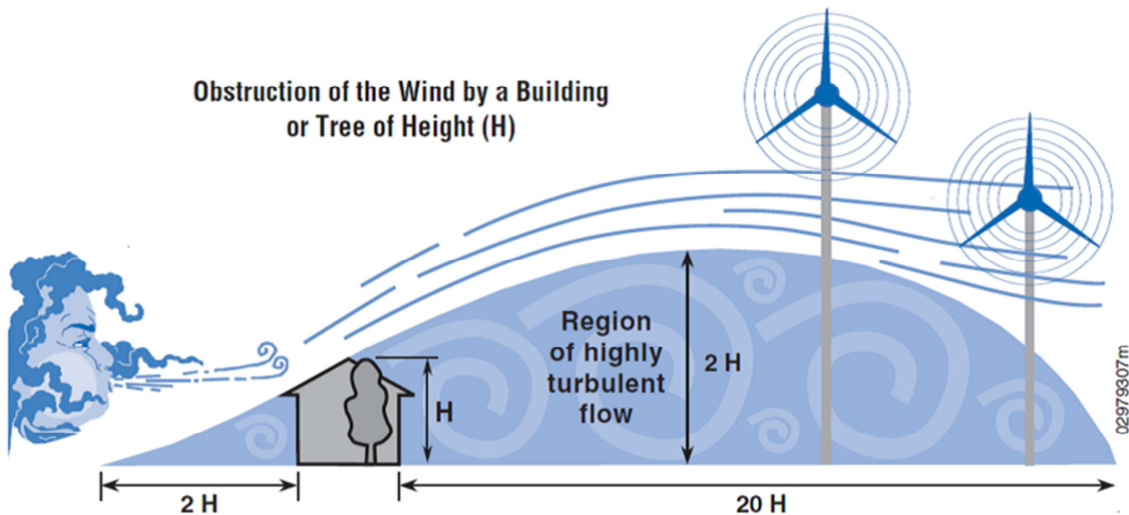 Obstruction of the Wind by a Building
or Tree of Height (H)
Region
of highly
turbulent
flow
2 H
H
2 H
20 H
02979307m